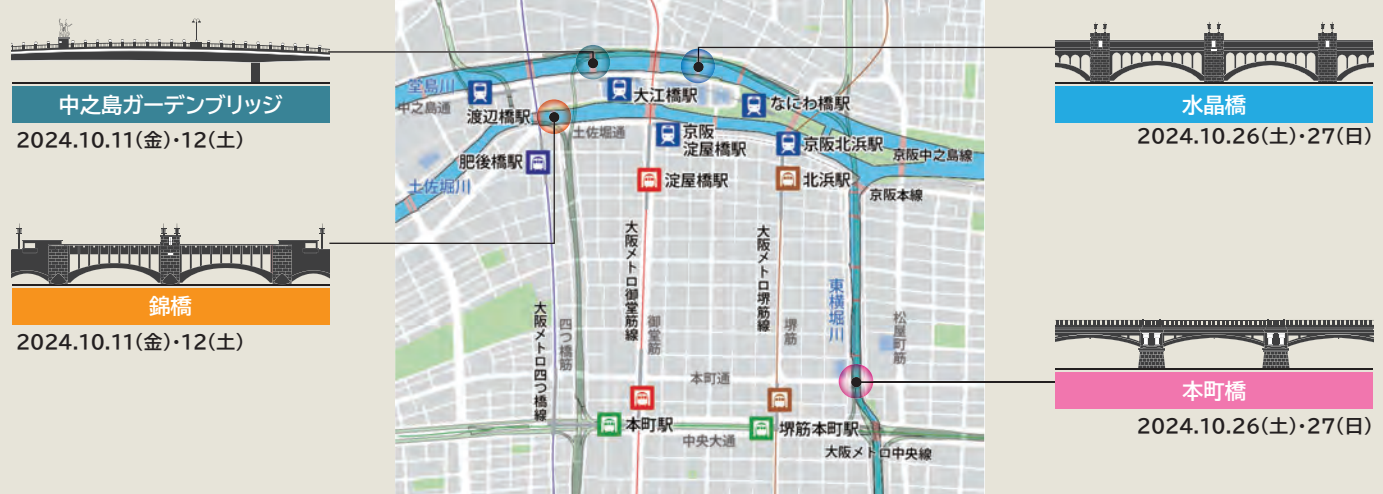 中之島ガーデンブリッジ
2024.10.11(金)・12(土)
錦橋
2024.10.11(金)・12(土)
堂島川
中之島通
渡辺橋駅
大江橋駅
なにわ橋駅
土佐堀通
京阪
淀屋橋駅
京阪北浜駅
京阪中之島線
肥後橋駅
土佐堀川
淀屋橋駅
北浜駅
京阪本線
大阪メトロ御堂筋線
大阪メトロ堺筋線
東横堀川
大阪メトロ四つ橋線
四つ橋筋
御堂筋
堺筋
松屋町筋
本町通
本町駅
中央大通
堺筋本町駅
大阪メトロ中央線
水晶橋
2024.10.26(土)・27(日)
本町橋
2024.10.26(土)・27(日)